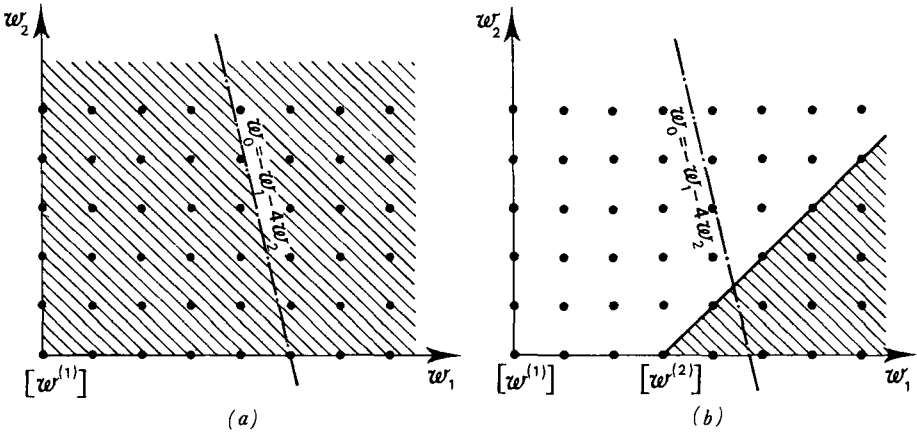 w₂
w₀ = -w₁ - 4w₂
[w⁽¹⁾]
w₁
(a)
w₂
w₀ = -w₁ - 4w₂
[w⁽¹⁾]
[w⁽²⁾]
w₁
(b)